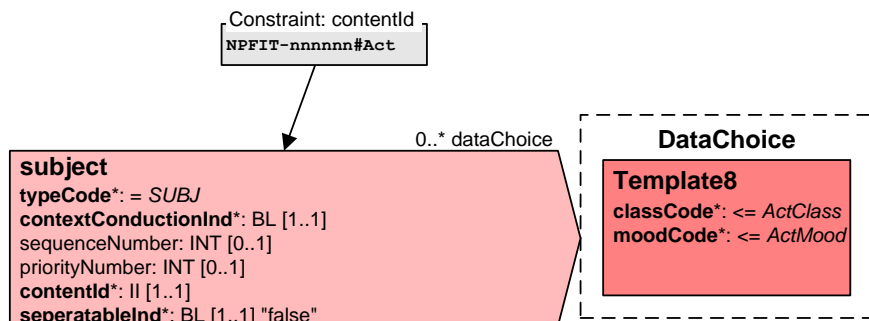 Constraint: contentId
NPFIT-nnnnnn#Act
0..* dataChoice
subject
typeCode*: = SUBJ
contextConductionInd*: BL [1..1]
sequenceNumber: INT [0..1]
priorityNumber: INT [0..1]
contentId*: II [1..1]
seperatableInd*: BL [1..1] "false"
DataChoice
Template8
classCode*: <= ActClass
moodCode*: <= ActMood